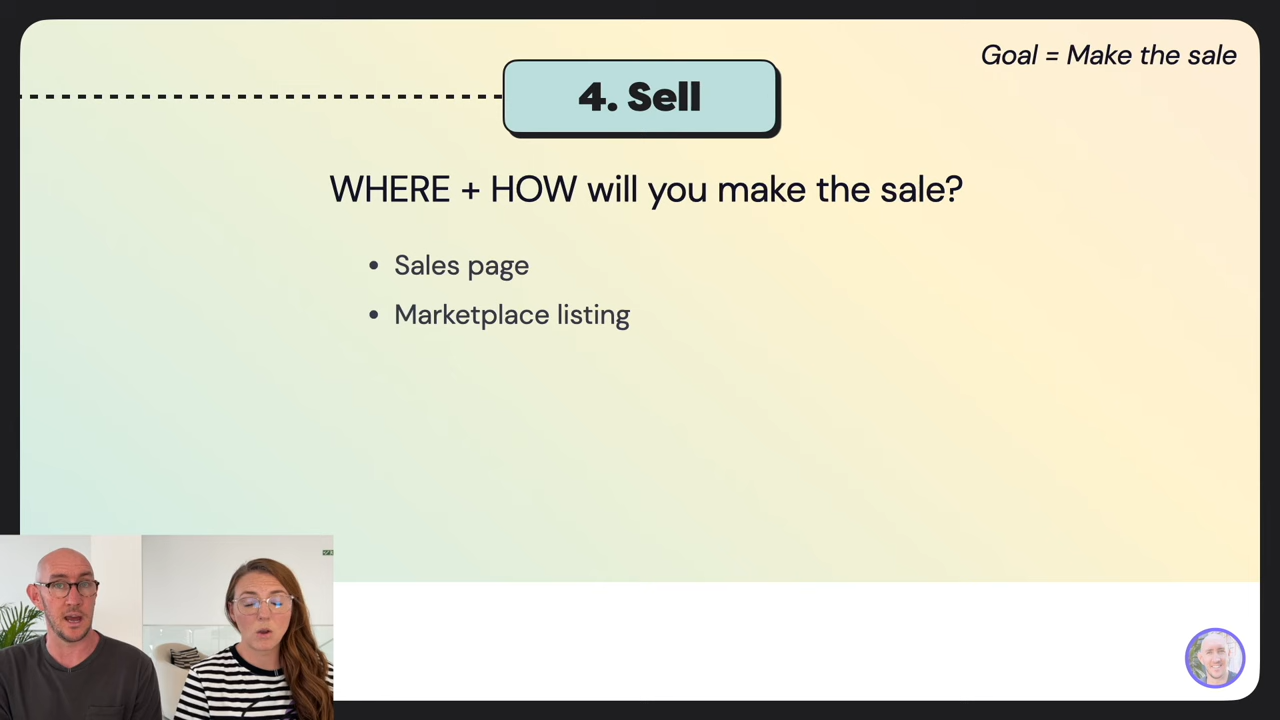 Goal = Make the sale
4. Sell
WHERE + HOW will you make the sale?
• Sales page
• Marketplace listing